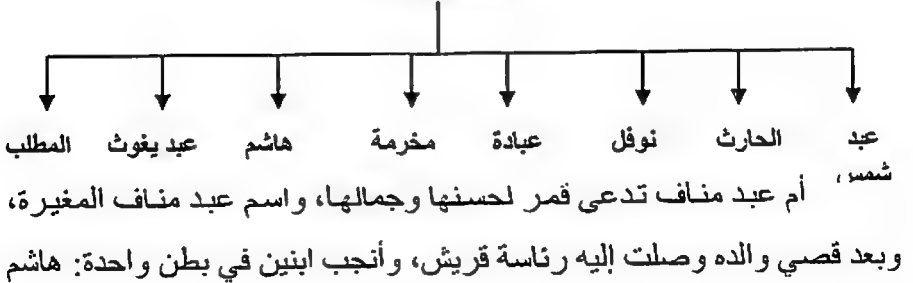 عبد شمس، الحارث نوفل عبادة مخرمة هاشم عبد يغوث المطلب
أم عبد مناف تدعى قمر لحسنها وجمالها، واسم عبد مناف المغيرة،
وبعد قصي والده وصلت إليه رئاسة قريش، وأنجب ابنين في بطن واحدة: هاشم